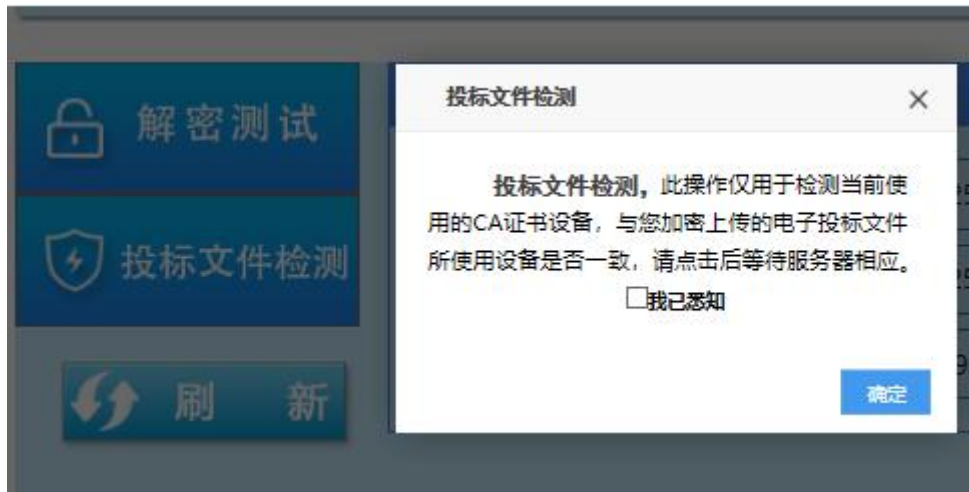 解密测试
投标文件检测
刷 新
投标文件检测
投标文件检测，此操作仅用于检测当前使
用的CA证书设备，与您加密上传的电子投标文件
所使用设备是否一致，请点击后等待服务器相应。
我已悉知
确定